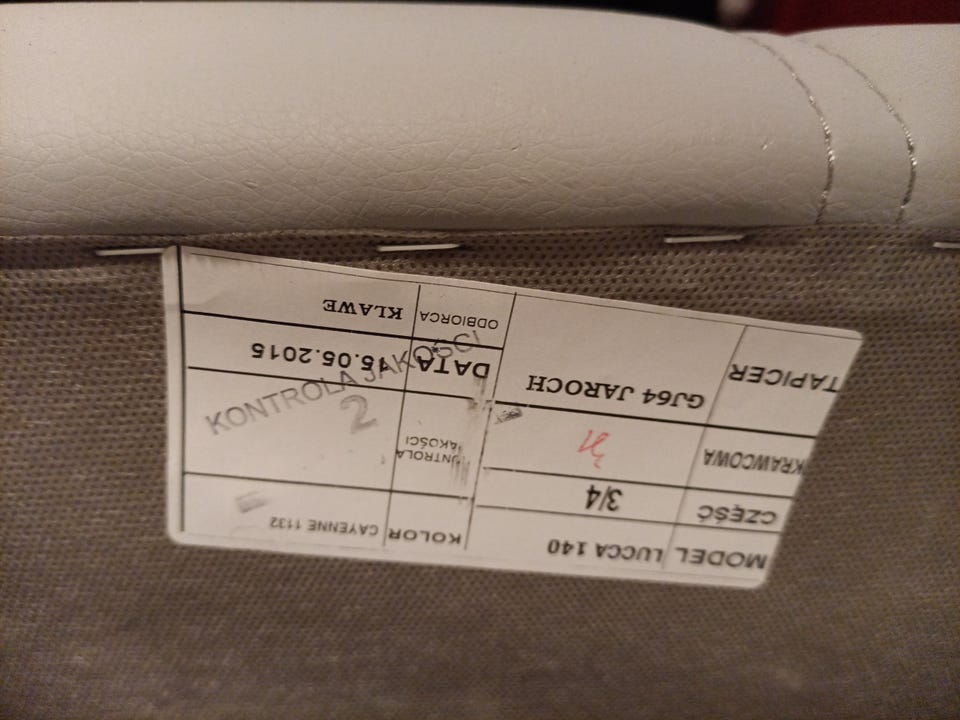 MODEL LUCCA 140
KOLOR CAYENNE 1132
CZĘŚĆ 3/4
KRAWCOWA
KONTROLA JAKOŚCI
TAPICER GJ64 JAROCH
DATA 15.05.2015
ODBIORCA KLAWE
KONTROLA JAKOŚCI
2